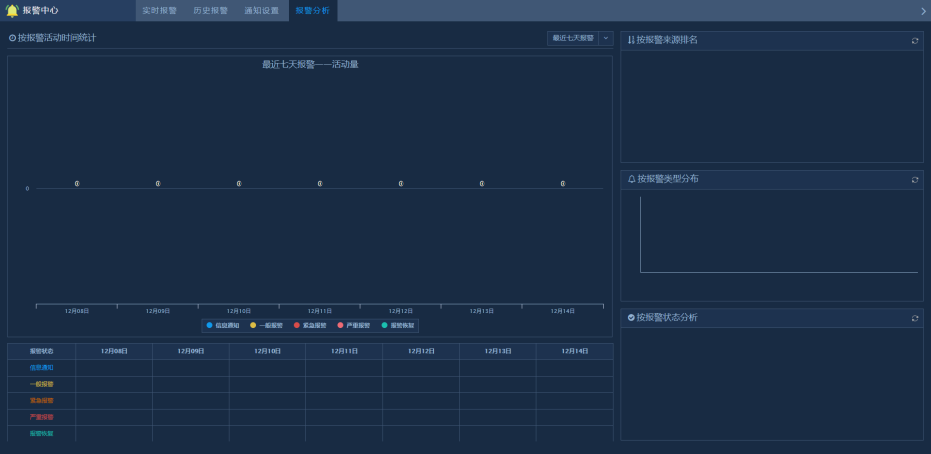 报警中心 实时报警 历史报警 通知设置 报警分析
按报警活动时间统计 最近七天报警
最近七天报警——活动量
0 0 0 0 0 0 0
0
12月08日 12月09日 12月10日 12月11日 12月12日 12月13日 12月14日
信息通知 一般报警 紧急报警 严重报警 报警恢复
报警状态 12月08日 12月09日 12月10日 12月11日 12月12日 12月13日 12月14日
信息通知
一般报警
紧急报警
严重报警
报警恢复
按报警来源排名
按报警类型分布
按报警状态分析